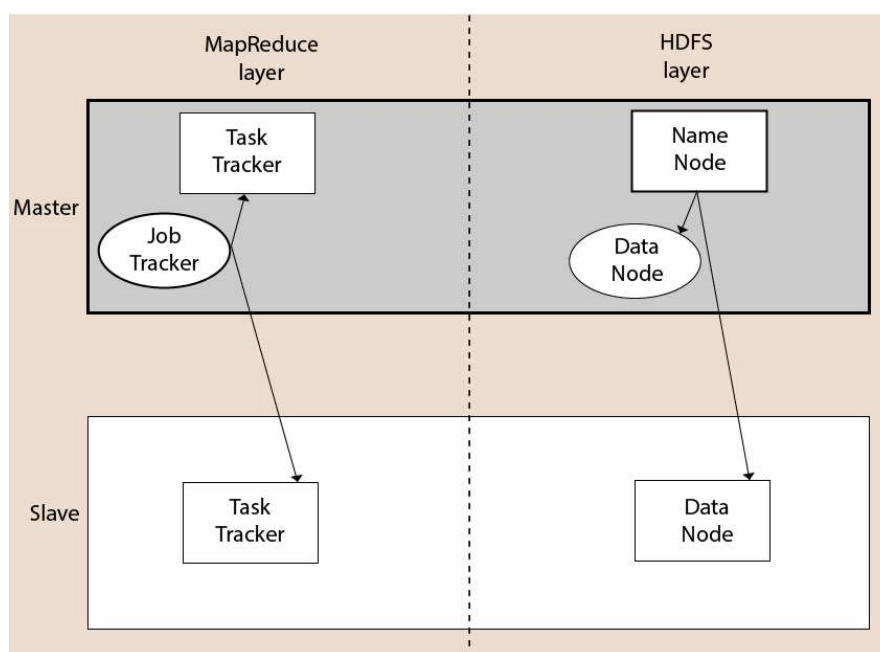 MapReduce
layer
HDFS
layer
Master
Task
Tracker
Job
Tracker
Name
Node
Data
Node
Slave
Task
Tracker
Data
Node